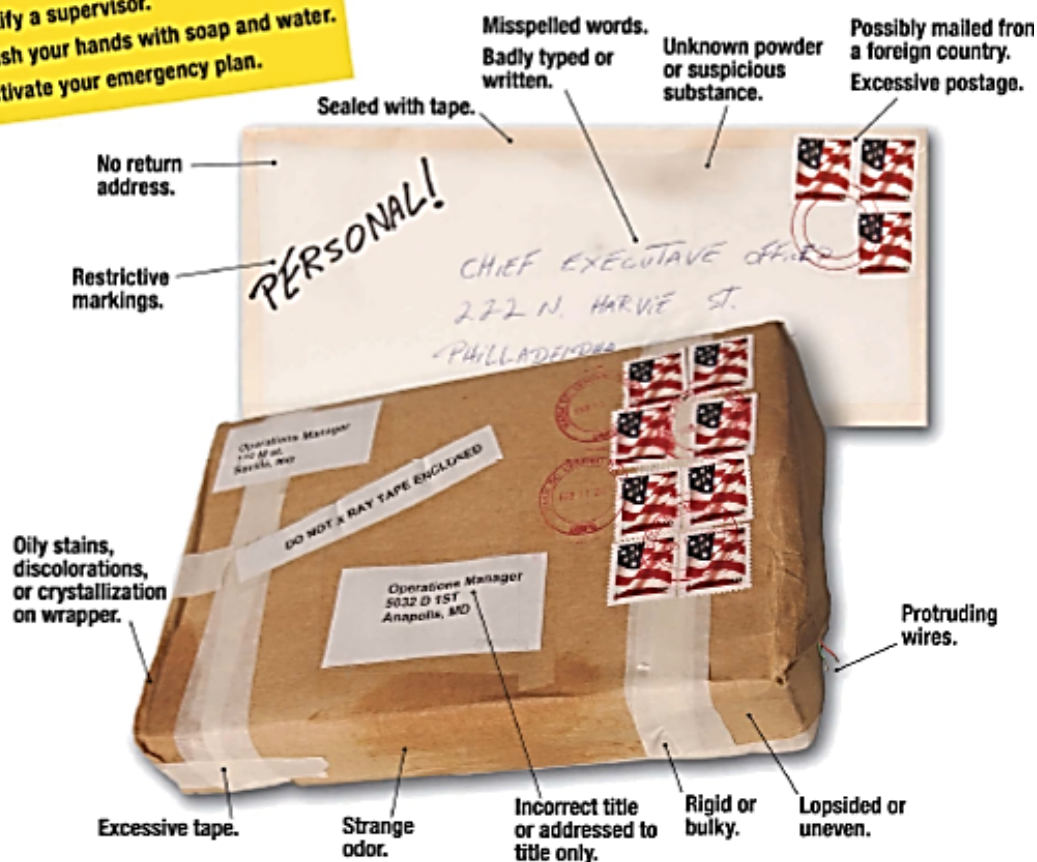 ify a supervisor.
sh your hands with soap and water.
tivate your emergency plan.
Misspelled words.
Badly typed or
written.
Unknown powder
or suspicious
substance.
Possibly mailed from
a foreign country.
Excessive postage.
Sealed with tape.
No return
address.
Restrictive
markings.
PERSONAL!
CHIEF EXECUTAVE OFFICER
222 N. HARVIE ST.
PHILLADELPHA
Operations Manager
DO NOT X RAY TAPE ENCLOSED
Operations Manager
5032 D 1ST
Anapolis, MD
Oily stains,
discolorations,
or crystallization
on wrapper.
Protruding
wires.
Excessive tape.
Strange
odor.
Incorrect title
or addressed to
title only.
Rigid or
bulky.
Lopsided or
uneven.